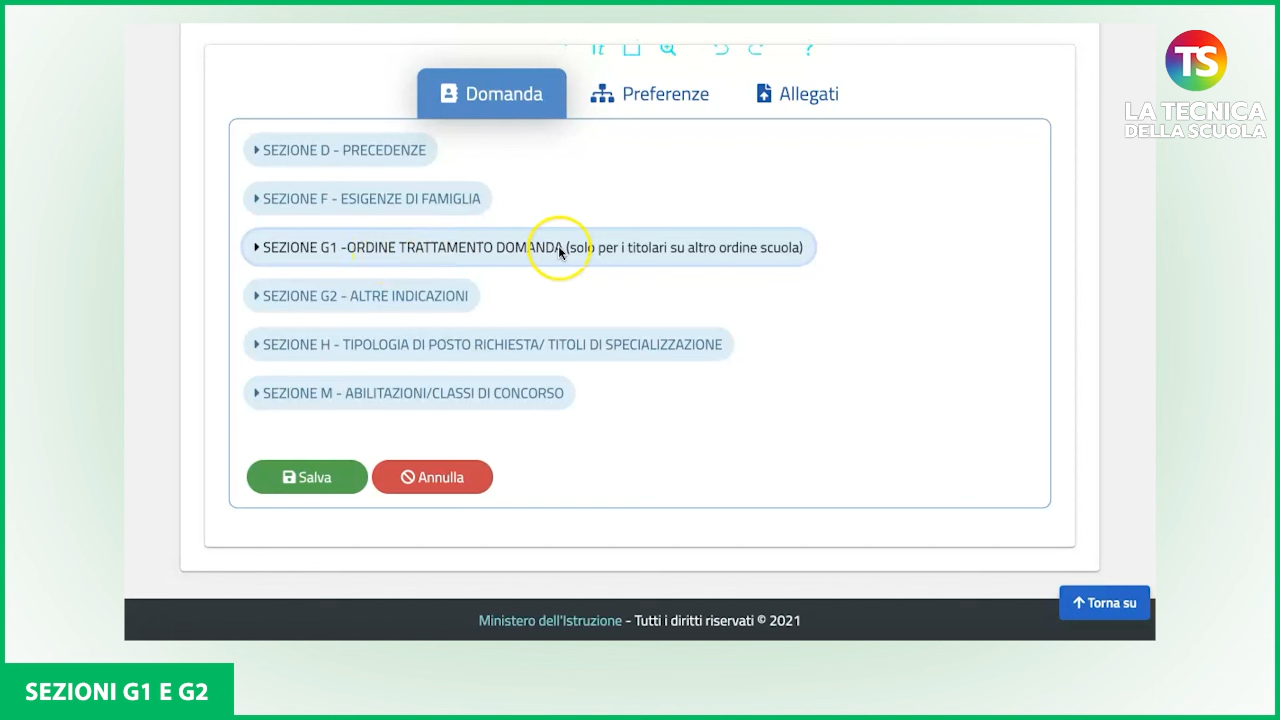 TS
LA TECNICA
DELLA SCUOLA
Domanda
Preferenze
Allegati
SEZIONE D - PRECEDENZE
SEZIONE F - ESIGENZE DI FAMIGLIA
SEZIONE G1 -ORDINE TRATTAMENTO DOMANDA (solo per i titolari su altro ordine scuola)
SEZIONE G2 - ALTRE INDICAZIONI
SEZIONE H - TIPOLOGIA DI POSTO RICHIESTA/ TITOLI DI SPECIALIZZAZIONE
SEZIONE M - ABILITAZIONI/CLASSI DI CONCORSO
Salva
Annulla
Torna su
Ministero dell'Istruzione - Tutti i diritti riservati © 2021
SEZIONI G1 E G2